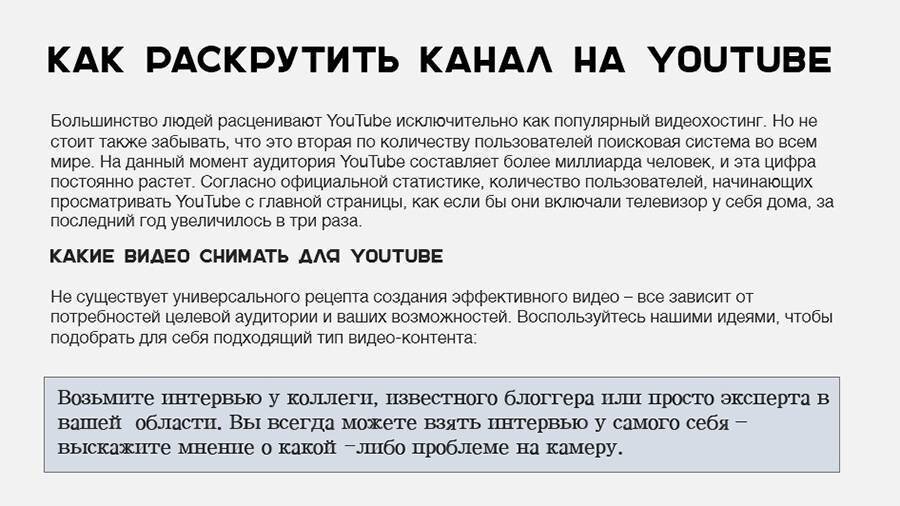 КАК РАСКРУТИТЬ КАНАЛ НА YOUTUBE
Большинство людей расценивают YouTube исключительно как популярный видеохостинг. Но не
стоит также забывать, что это вторая по количеству пользователей поисковая система во всем
мире. На данный момент аудитория YouTube составляет более миллиарда человек, и эта цифра
постоянно растет. Согласно официальной статистике, количество пользователей, начинающих
просматривать YouTube с главной страницы, как если бы они включали телевизор у себя дома, за
последний год увеличилось в три раза.
КАКИЕ ВИДЕО СНИМАТЬ ДЛЯ YOUTUBE
Не существует универсального рецепта создания эффективного видео – все зависит от
потребностей целевой аудитории и ваших возможностей. Воспользуйтесь нашими идеями, чтобы
подобрать для себя подходящий тип видео-контента:
Возьмите интервью у коллеги, известного блоггера или просто эксперта в
вашей  области. Вы всегда можете взять интервью у самого себя –
выскажите мнение о какой –либо проблеме на камеру.